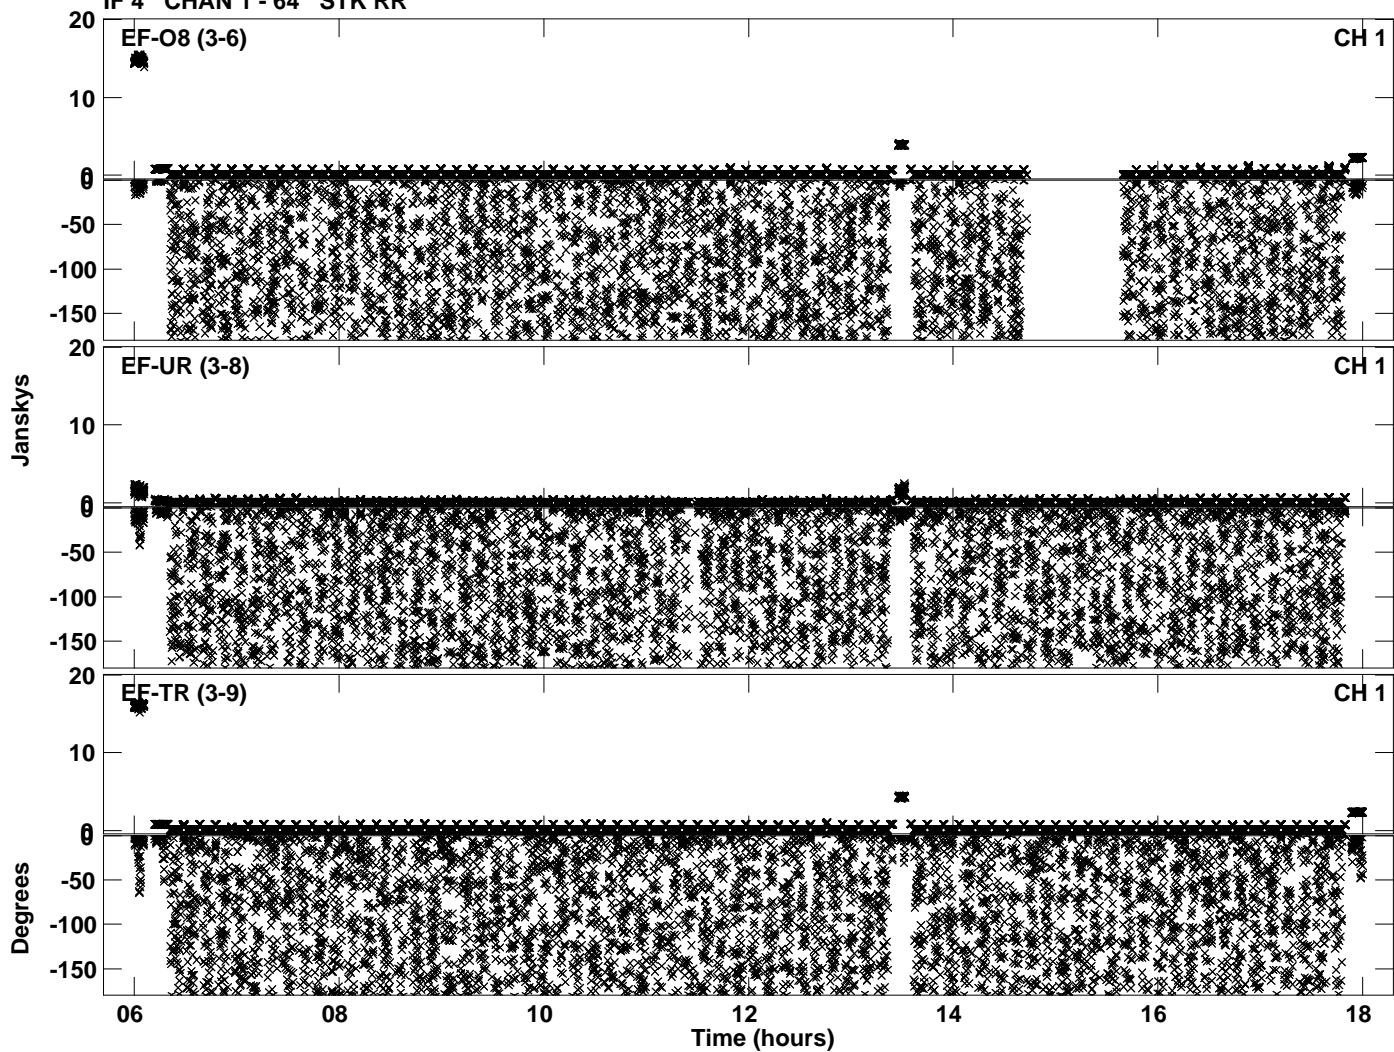 IF 4 CHAN 1 - 64 STK RR
EF-O8 (3-6) CH 1
20
10
0
0
-50
-100
-150
EF-UR (3-8) CH 1
20
10
0
0
-50
-100
-150
Janskys
EF-TR (3-9) CH 1
20
10
0
0
-50
-100
-150
Degrees
06 08 10 12 14 16 18
Time (hours)